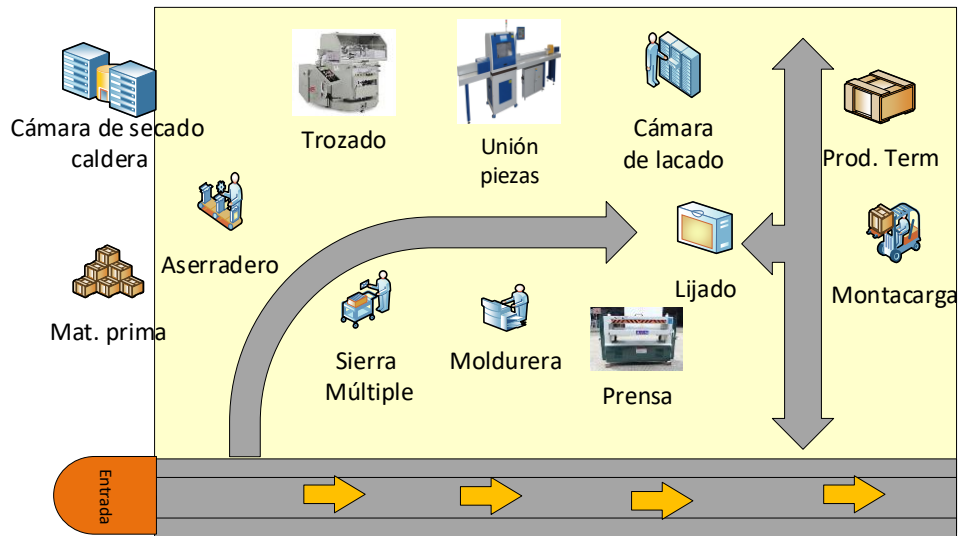 Cámara de secado
caldera
Trozado
Unión
piezas
Cámara
de lacado
Prod. Term
Aserradero
Mat. prima
Sierra
Múltiple
Moldurera
Prensa
Lijado
Montacarga
Entrada